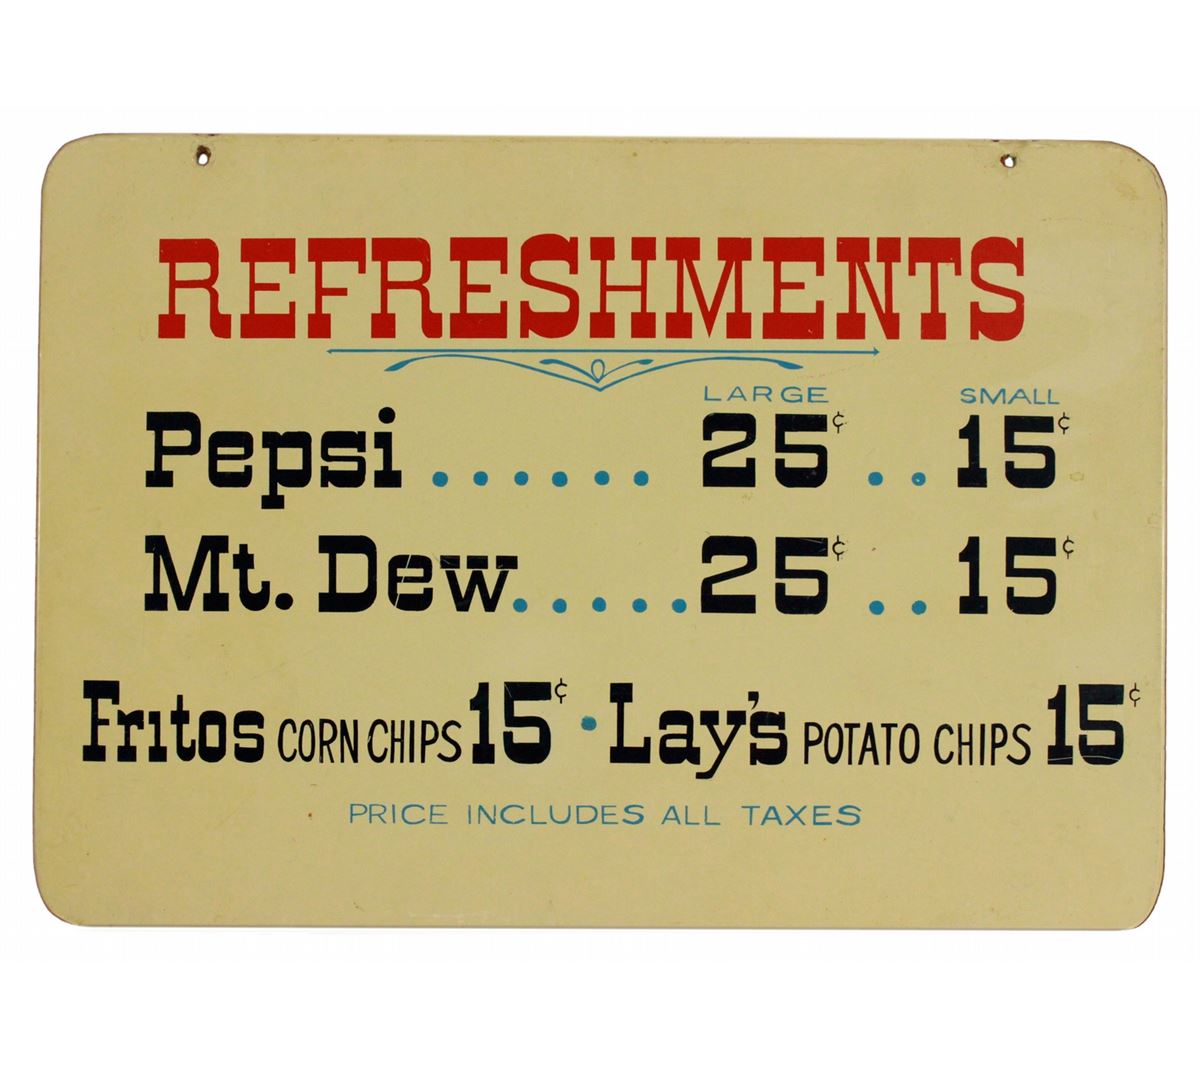 REFRESHMENTS
LARGE SMALL
Pepsi ...... 25¢ .. 15¢
Mt. Dew..... 25¢ .. 15¢
Fritos CORN CHIPS 15¢ · Lay's POTATO CHIPS 15¢
PRICE INCLUDES ALL TAXES